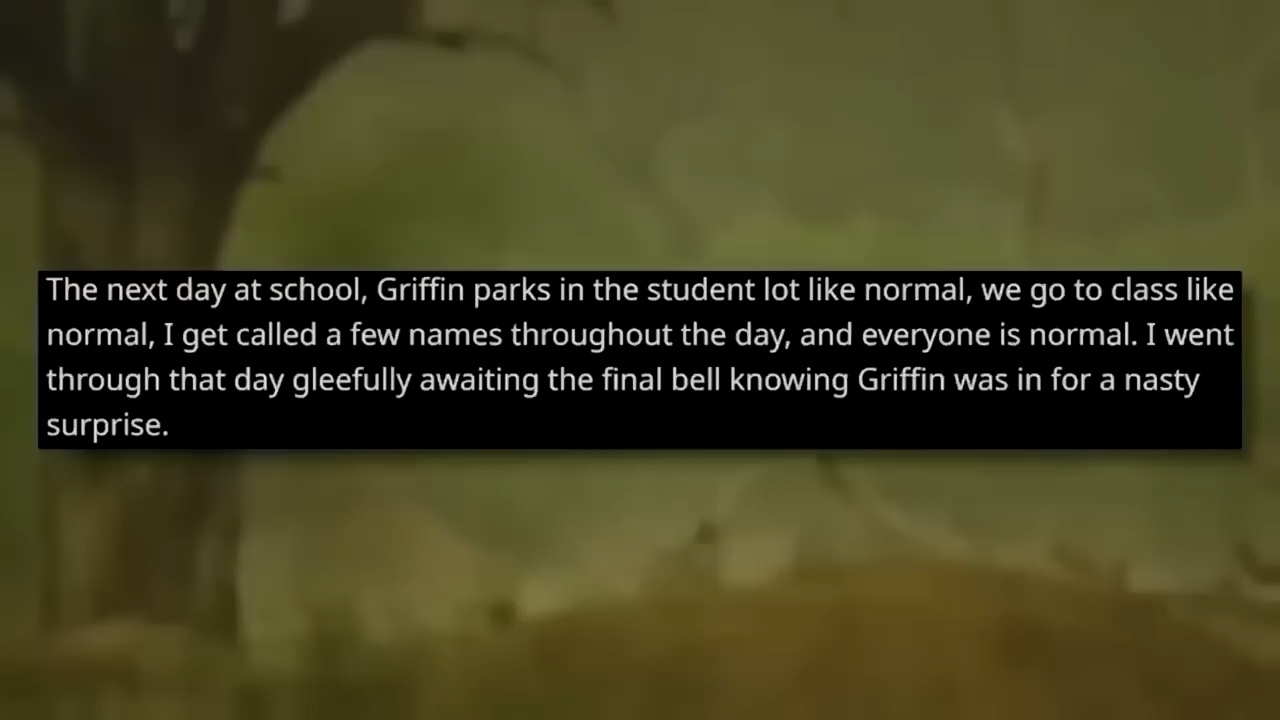 The next day at school, Griffin parks in the student lot like normal, we go to class like
normal, I get called a few names throughout the day, and everyone is normal. I went
through that day gleefully awaiting the final bell knowing Griffin was in for a nasty
surprise.